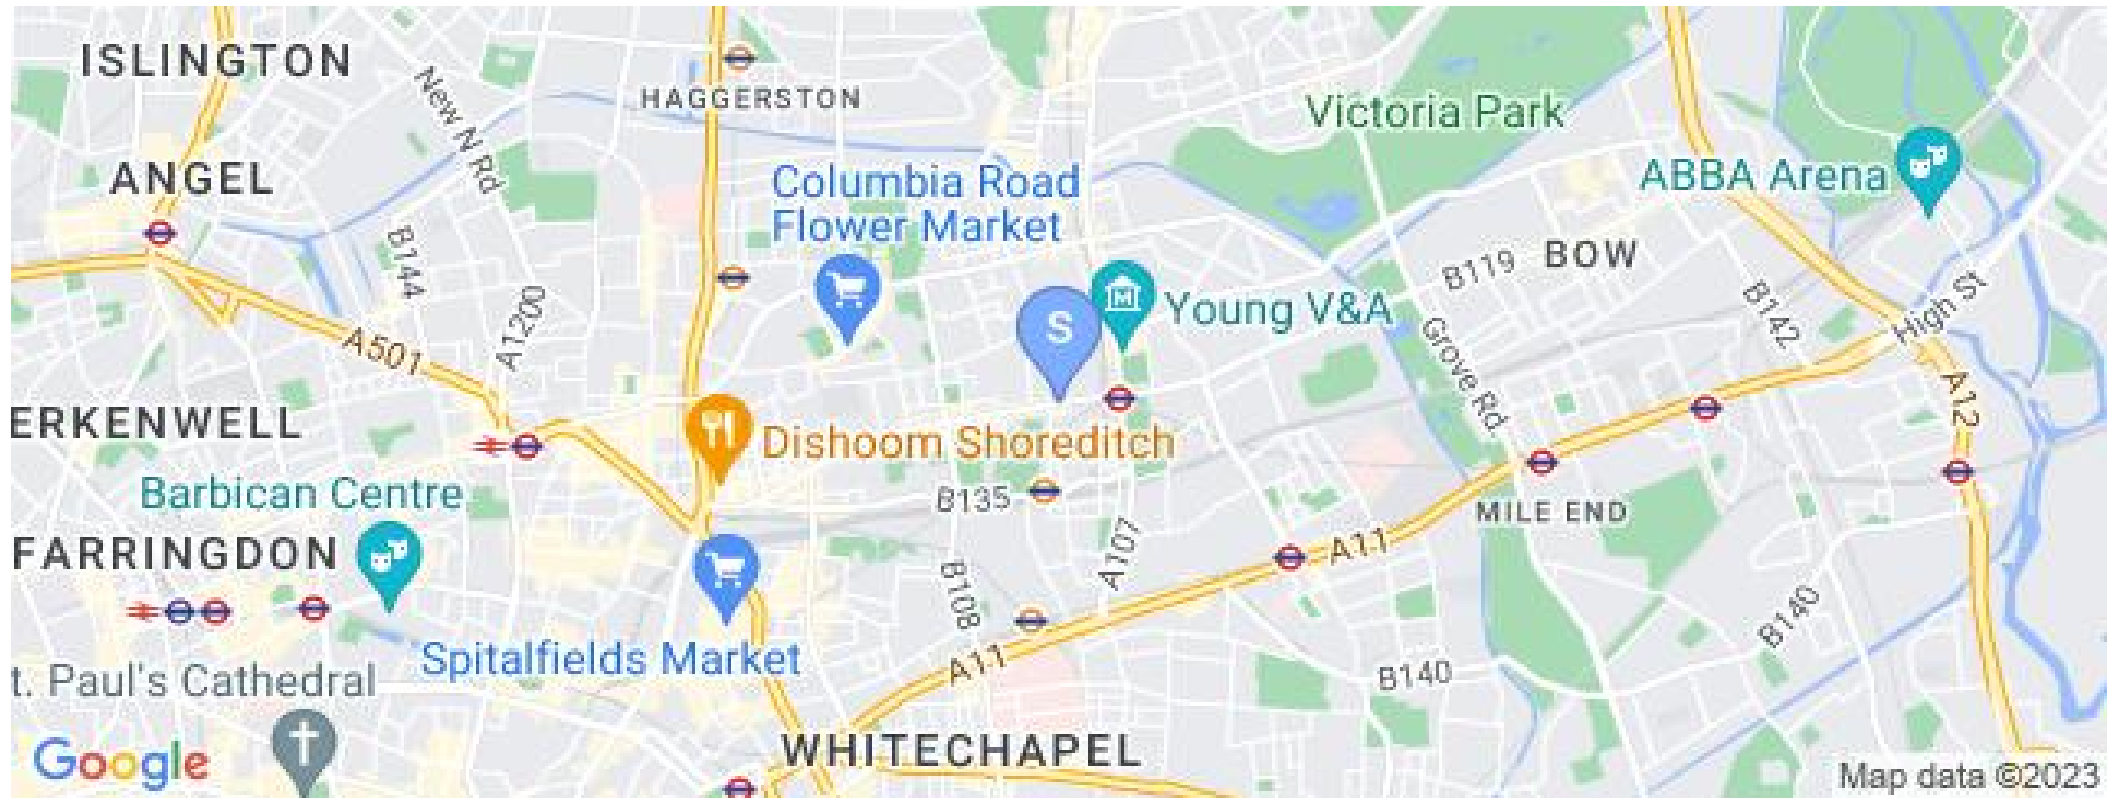 ISLINGTON
New N Rd
HAGGERSTON
Victoria Park
ANGEL
Columbia Road
Flower Market
ABBA Arena
B144
B119
BOW
A1200
S
M
Young V&A
B142
High St
A501
Grove Rd
A12
ERKENWELL
Dishoom Shoreditch
Barbican Centre
B135
MILE END
FARRINGDON
A107
A11
B108
B140
Spitalfields Market
A11
t. Paul's Cathedral
B140
Google
WHITECHAPEL
Map data ©2023